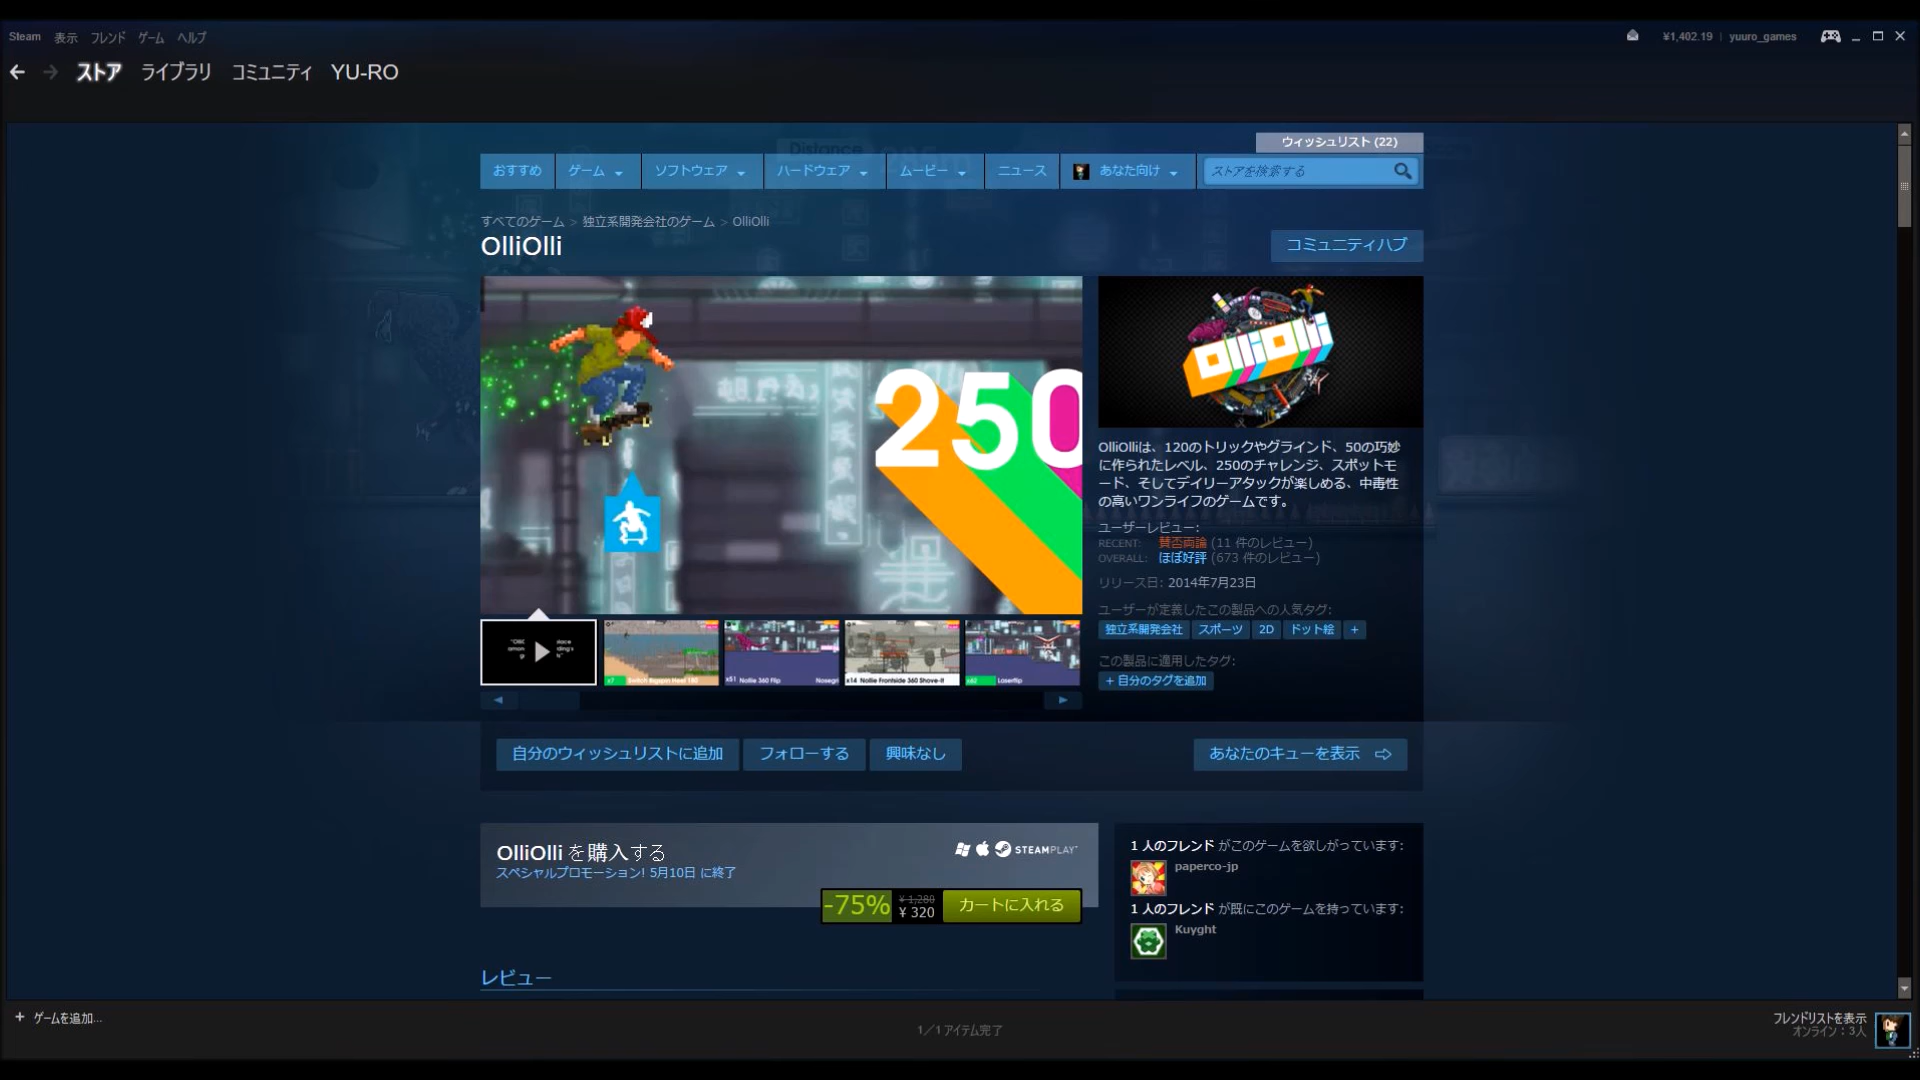 Steam 表示 フレンド ゲーム ヘルプ
¥1,402.19 | yuuro_games
ストア ライブラリ コミュニティ YU-RO
ウィッシュリスト (22)
Distance
おすすめ ゲーム ソフトウェア ハードウェア ムービー ニュース あなた向け ストアを検索する
すべてのゲーム > 独立系開発会社のゲーム > OlliOlli
OlliOlli
コミュニティハブ
250
OlliOlli
OlliOlliは、120のトリックやグラインド、50の巧妙
に作られたレベル、250のチャレンジ、スポットモ
ード、そしてデイリーアタックが楽しめる、中毒性
の高いワンライフのゲームです。
ユーザーレビュー:
RECENT: 賛否両論 (11 件のレビュー)
OVERALL: ほぼ好評 (673 件のレビュー)
リリース日: 2014年7月23日
ユーザーが定義したこの製品への人気タグ:
独立系開発会社 スポーツ 2D ドット絵 +
この製品に適用したタグ:
+ 自分のタグを追加
x7 Switch Bigspin Heel 180
x51 Nollie 360 Flip
x14 Nollie Frontside 360 Shove-it
x62 Laserflip
自分のウィッシュリストに追加 フォローする 興味なし
あなたのキューを表示
OlliOlli を購入する
STEAMPLAY
スペシャルプロモーション! 5月10日 に終了
-75% ¥ 1,280 ¥ 320 カートに入れる
1 人のフレンド がこのゲームを欲しがっています:
paperco-jp
1 人のフレンド が既にこのゲームを持っています:
Kuyght
レビュー
+ ゲームを追加...
1／1 アイテム完了
フレンドリストを表示
オンライン：3人